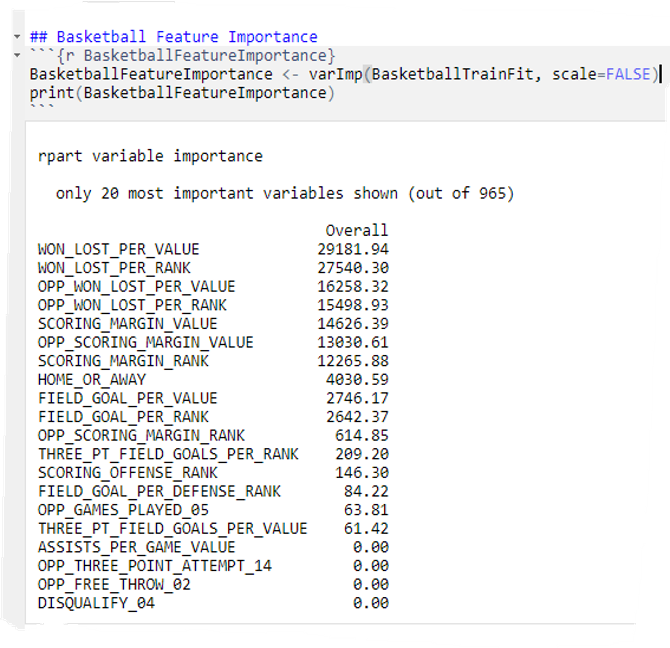 ## Basketball Feature Importance
```{r BasketballFeatureImportance}
BasketballFeatureImportance <- varImp(BasketballTrainFit, scale=FALSE)
print(BasketballFeatureImportance)
```
rpart variable importance
only 20 most important variables shown (out of 965)
Overall
WON_LOST_PER_VALUE 29181.94
WON_LOST_PER_RANK 27540.30
OPP_WON_LOST_PER_VALUE 16258.32
OPP_WON_LOST_PER_RANK 15498.93
SCORING_MARGIN_VALUE 14626.39
OPP_SCORING_MARGIN_VALUE 13030.61
SCORING_MARGIN_RANK 12265.88
HOME_OR_AWAY 4030.59
FIELD_GOAL_PER_VALUE 2746.17
FIELD_GOAL_PER_RANK 2642.37
OPP_SCORING_MARGIN_RANK 614.85
THREE_PT_FIELD_GOALS_PER_RANK 209.20
SCORING_OFFENSE_RANK 146.30
FIELD_GOAL_PER_DEFENSE_RANK 84.22
OPP_GAMES_PLAYED_05 63.81
THREE_PT_FIELD_GOALS_PER_VALUE 61.42
ASSISTS_PER_GAME_VALUE 0.00
OPP_THREE_POINT_ATTEMPT_14 0.00
OPP_FREE_THROW_02 0.00
DISQUALIFY_04 0.00